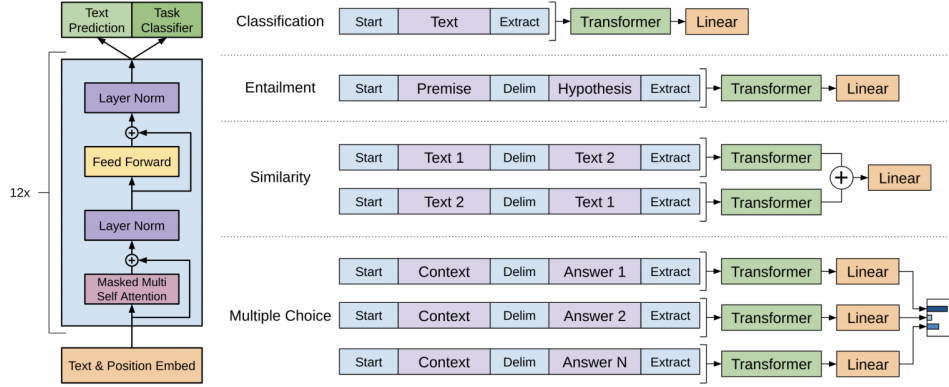 Text Prediction
Task Classifier
Layer Norm
Feed Forward
12x
Layer Norm
Masked Multi Self Attention
Text & Position Embed
Classification
Start Text Extract Transformer Linear
Entailment
Start Premise Delim Hypothesis Extract Transformer Linear
Similarity
Start Text 1 Delim Text 2 Extract Transformer
Linear
Start Text 2 Delim Text 1 Extract Transformer
Multiple Choice
Start Context Delim Answer 1 Extract Transformer Linear
Start Context Delim Answer 2 Extract Transformer Linear
Start Context Delim Answer N Extract Transformer Linear